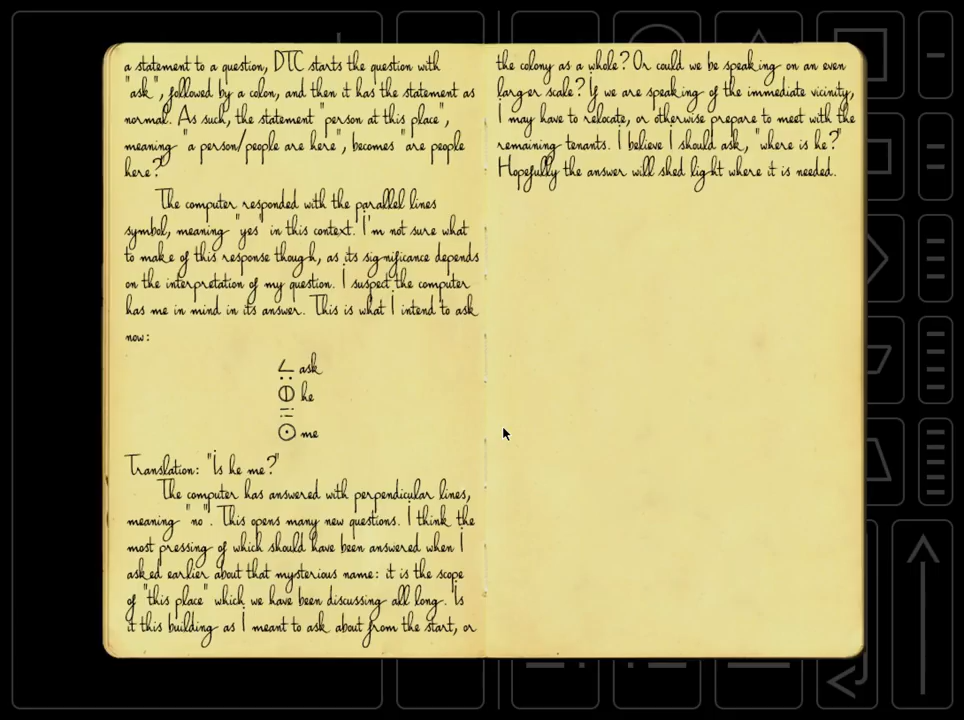 a statement to a question, DTC starts the question with
"ask", followed by a colon, and then it has the statement as
normal. As such, the statement "person at this place",
meaning "a person/people are here", becomes "are people
here?"
The computer responded with the parallel lines
symbol, meaning "yes" in this context. I'm not sure what
to make of this response though, as its significance depends
on the interpretation of my question. I suspect the computer
has me in mind in its answer. This is what I intend to ask
now:
ask
he
me
Translation: "Is he me?"
The computer has answered with perpendicular lines,
meaning "no". This opens many new questions. I think the
most pressing of which should have been answered when I
asked earlier about that mysterious name: it is the scope
of "this place" which we have been discussing all long. Is
it this building as I meant to ask about from the start, or
the colony as a whole? Or could we be speaking on an even
larger scale? If we are speaking of the immediate vicinity,
I may have to relocate, or otherwise prepare to meet with the
remaining tenants. I believe I should ask, "where is he?"
Hopefully the answer will shed light where it is needed.